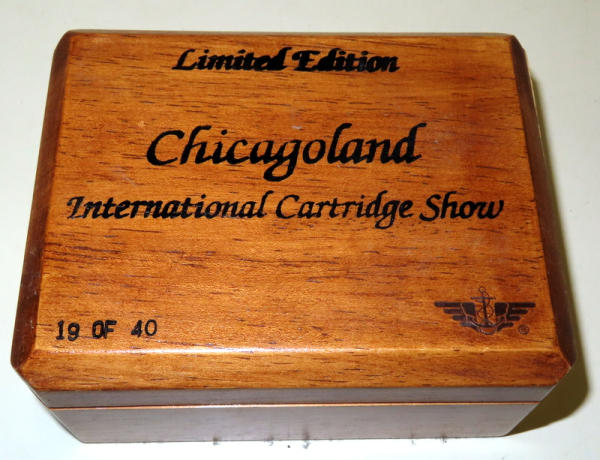 Limited Edition
Chicagoland
International Cartridge Show
19 OF 40
®